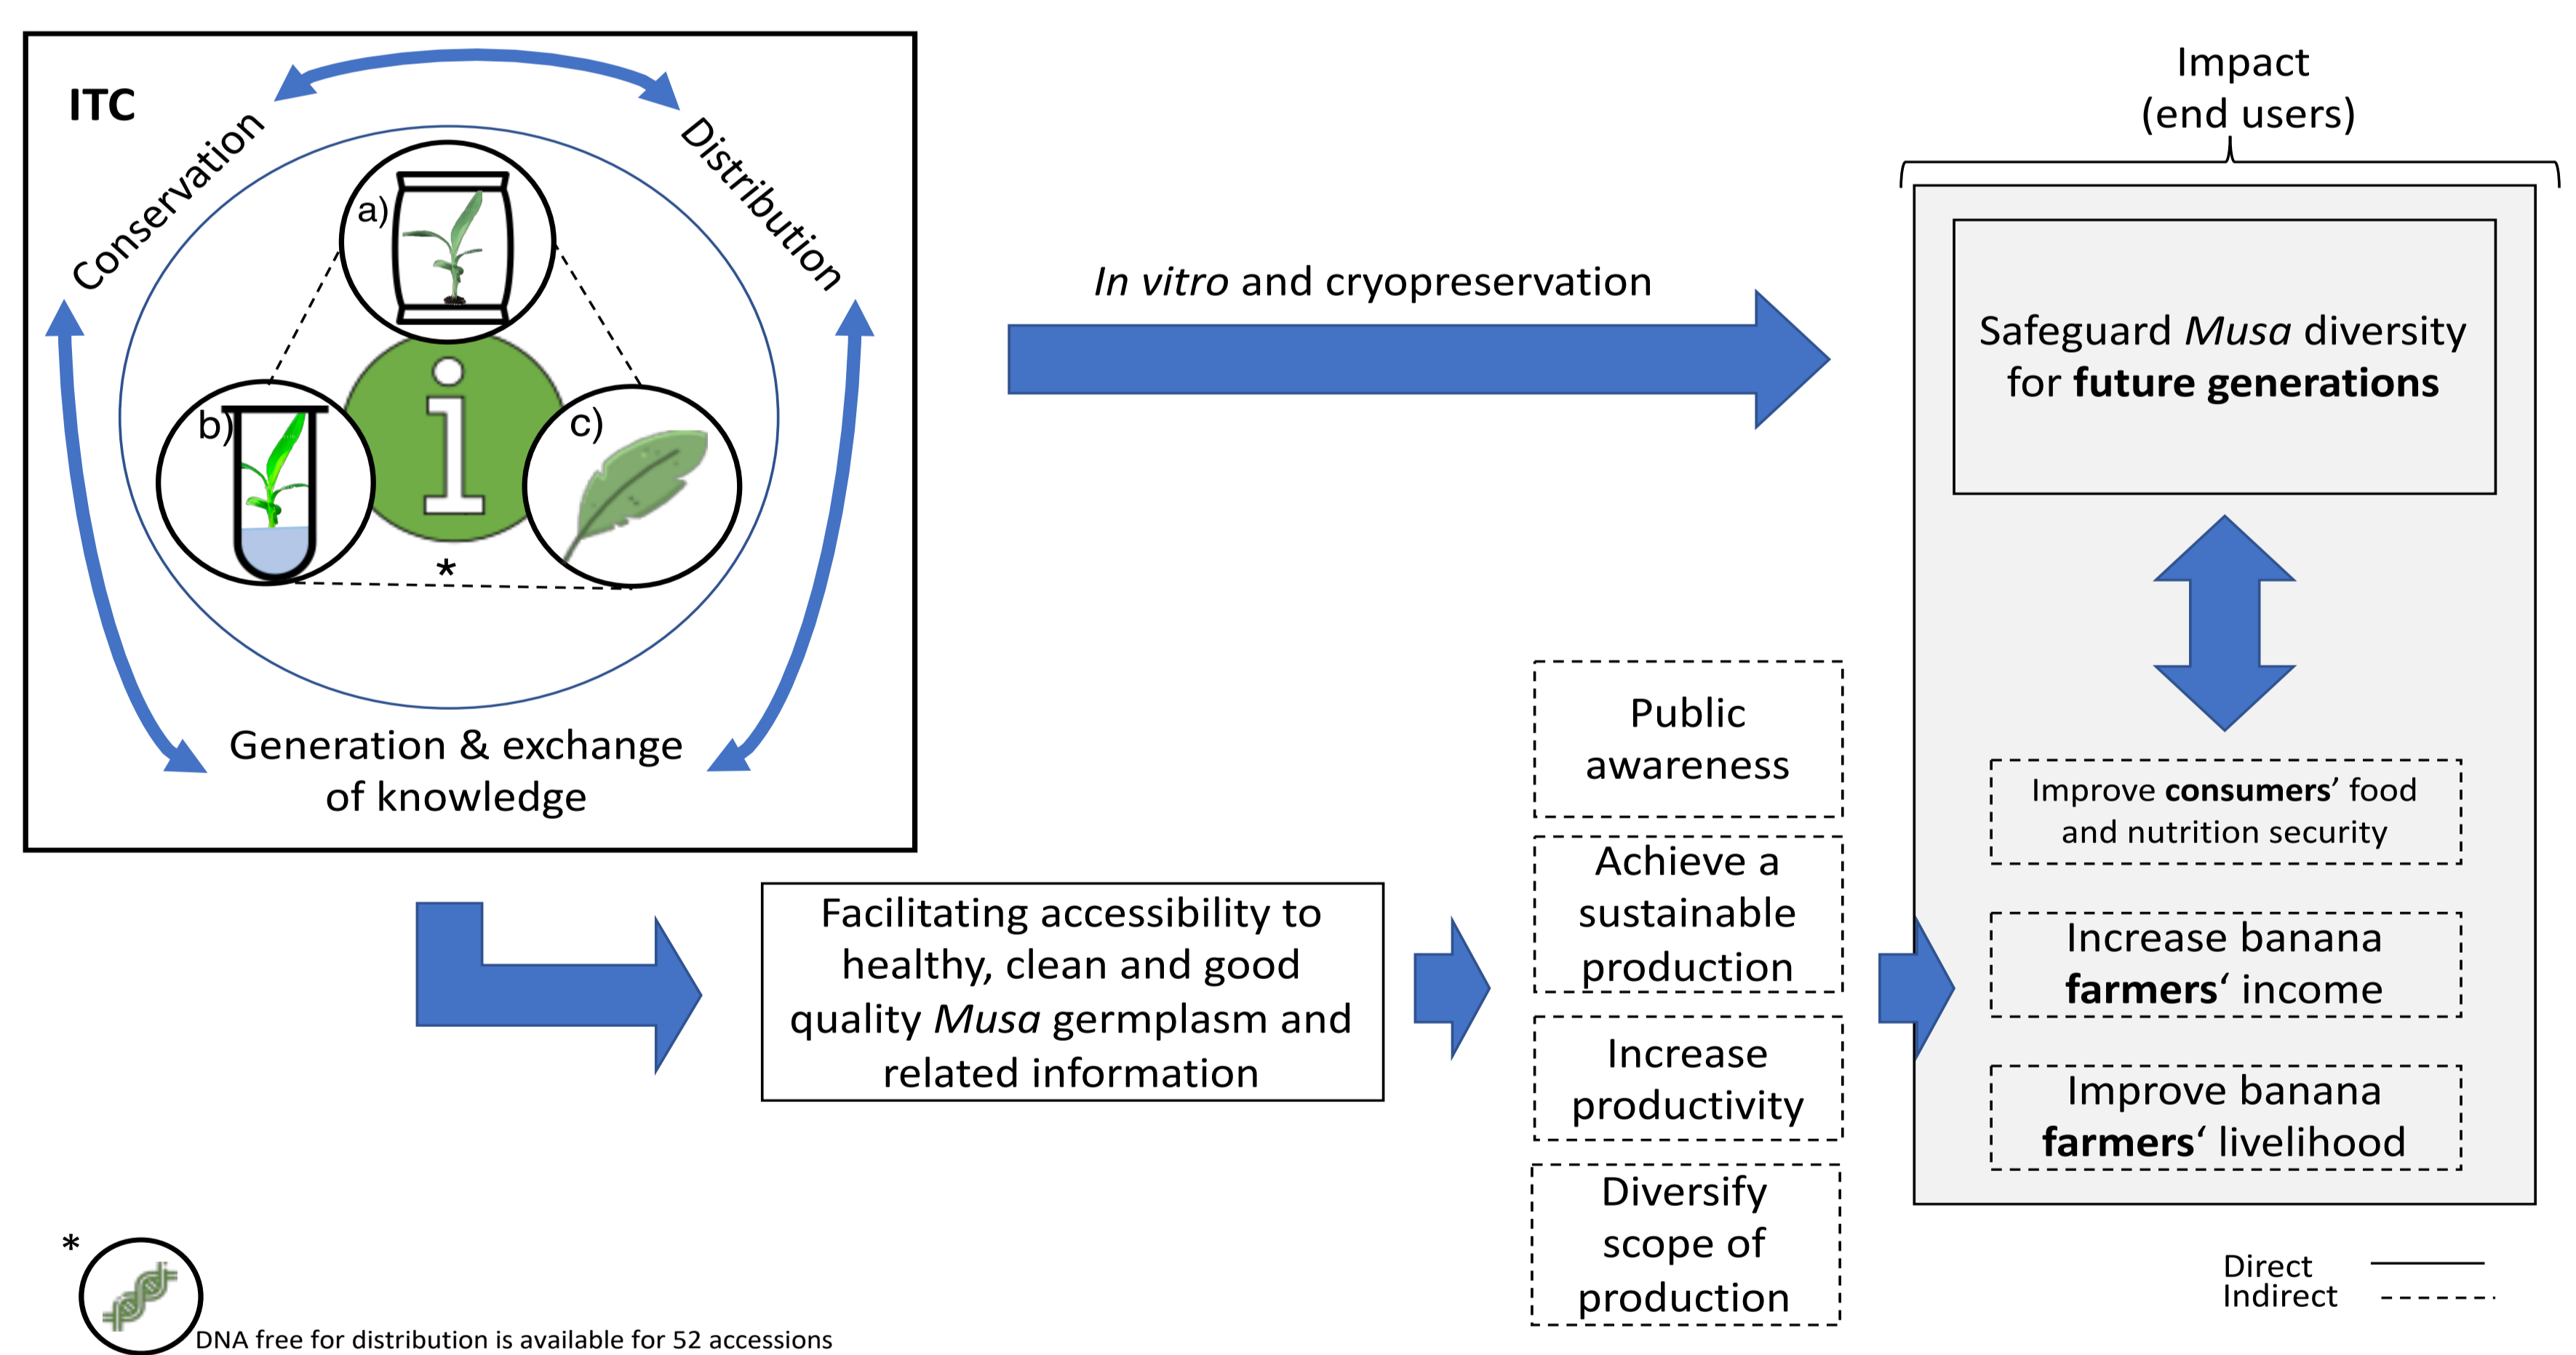 ITC
Conservation
Distribution
a)
b)
c)
i
*
Generation & exchange
of knowledge
In vitro and cryopreservation
Impact
(end users)
Safeguard Musa diversity
for future generations
Improve consumers’ food
and nutrition security
Increase banana
farmers‘ income
Improve banana
farmers‘ livelihood
Public
awareness
Achieve a
sustainable
production
Increase
productivity
Diversify
scope of
production
Facilitating accessibility to
healthy, clean and good
quality Musa germplasm and
related information
*
DNA free for distribution is available for 52 accessions
Direct
Indirect